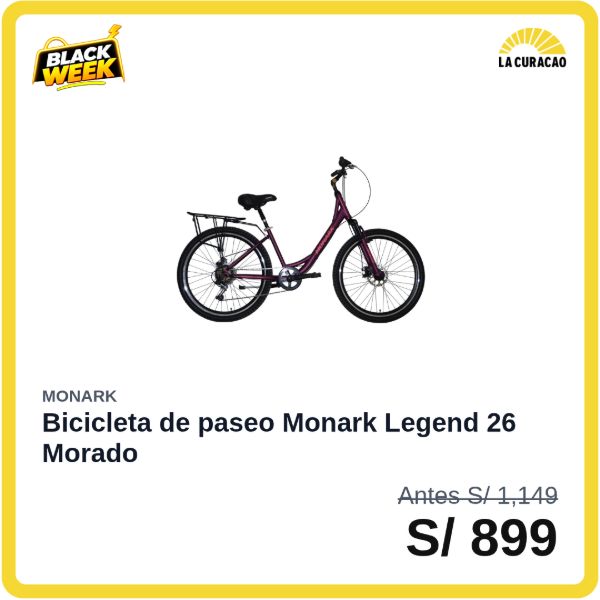 BLACK
WEEK
LA CURACAO
MONARK
Bicicleta de paseo Monark Legend 26
Morado
Antes S/ 1,149
S/ 899